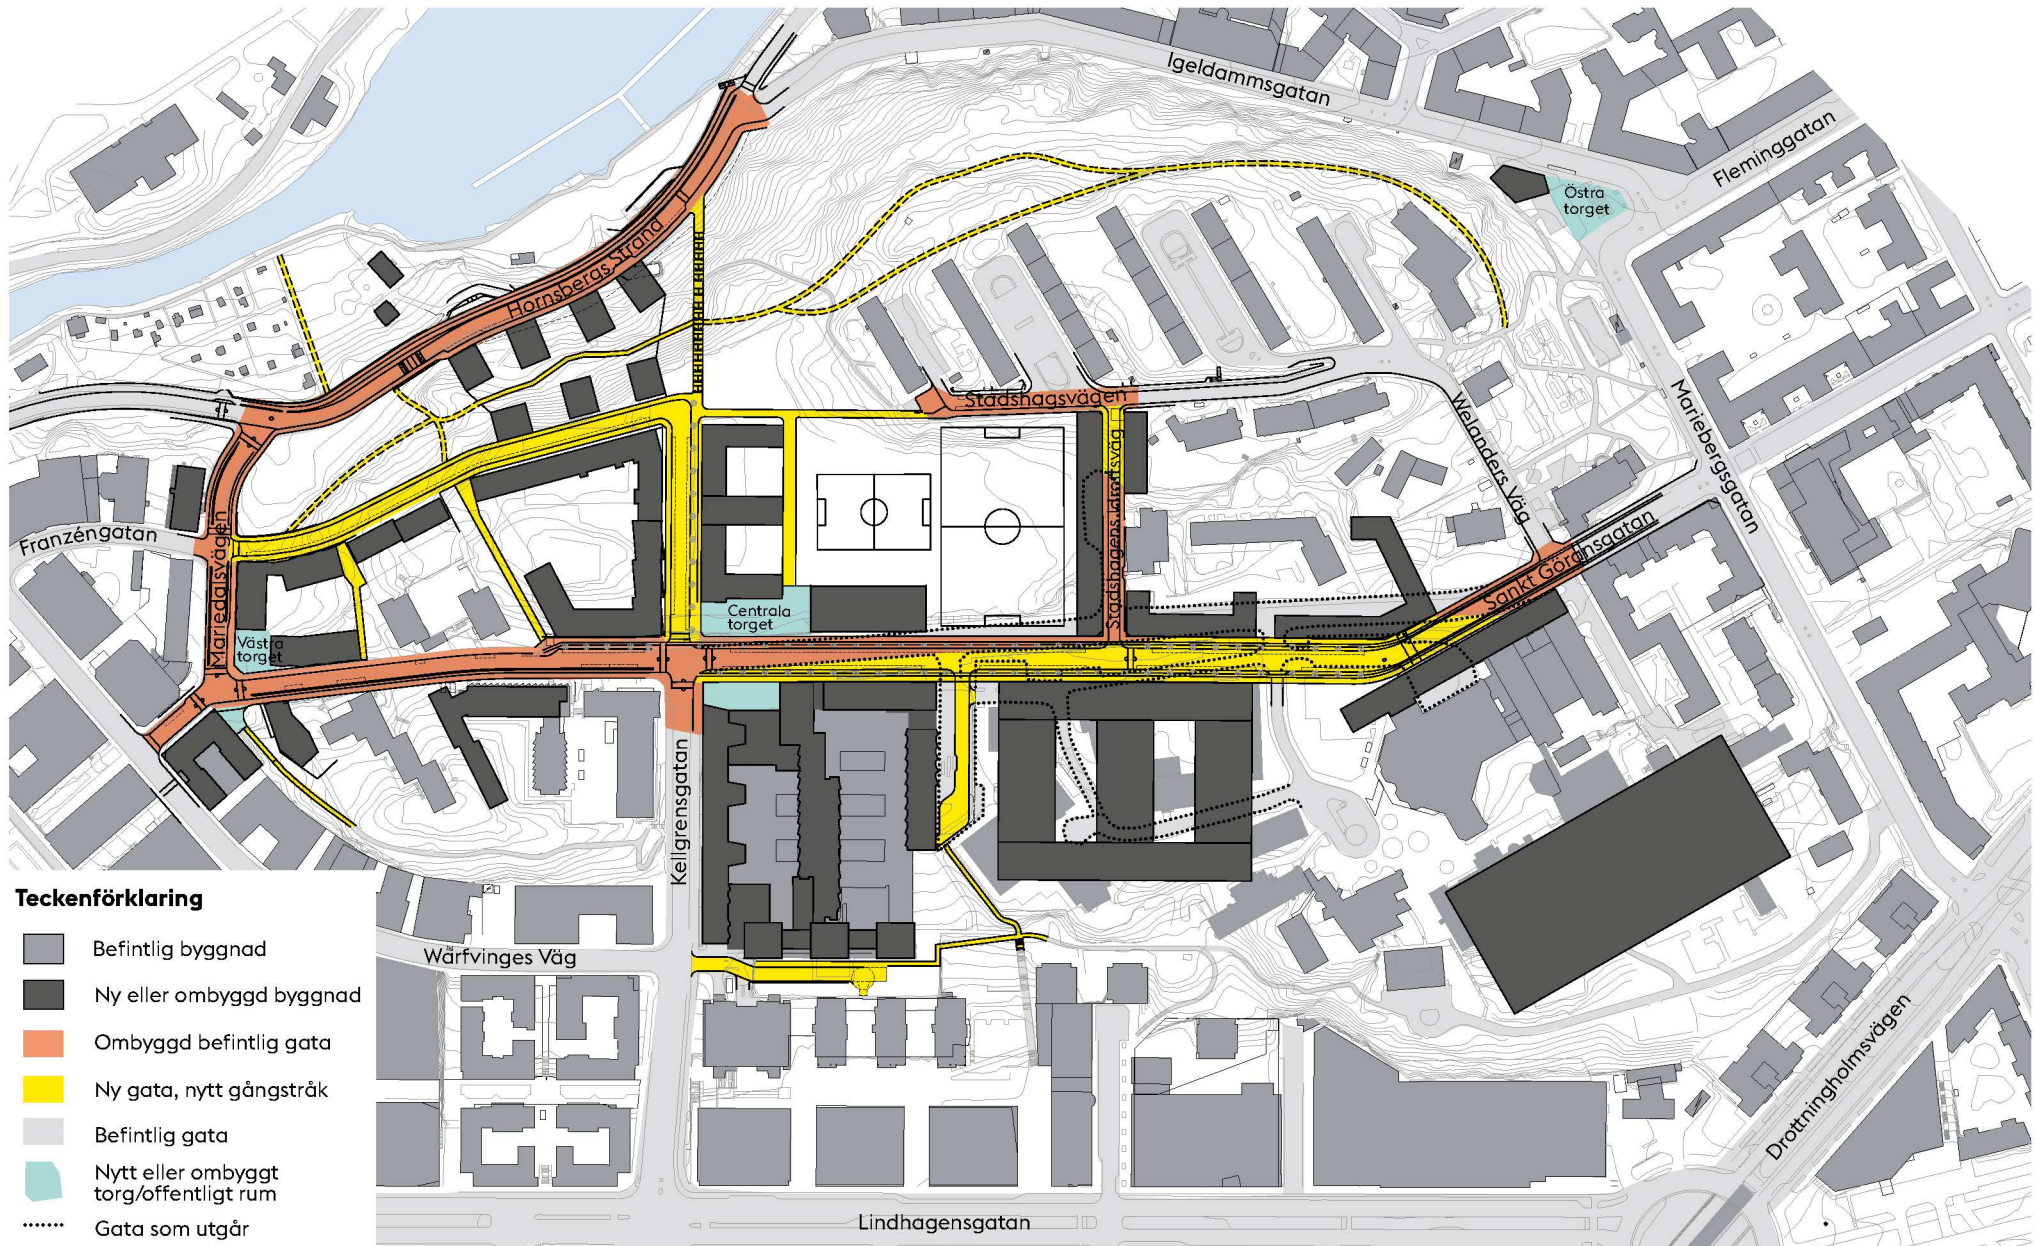 Igeldammsgatan
Fleminggatan
Östra
torget
Hornsbergs Strand
Stadshagsvägen
Welanders Väg
Mariebergsgatan
Stadshagens Idrottsväg
Franzéngatan
Mariedalsvägen
Sankt Göransgatan
Centrala
torget
Västra
torget
Kellgrensgatan
Wärfvinges Väg
Drottningholmsvägen
Lindhagensgatan
Teckenförklaring
Befintlig byggnad
Ny eller ombyggd byggnad
Ombyggd befintlig gata
Ny gata, nytt gångstråk
Befintlig gata
Nytt eller ombyggt
torg/offentligt rum
Gata som utgår